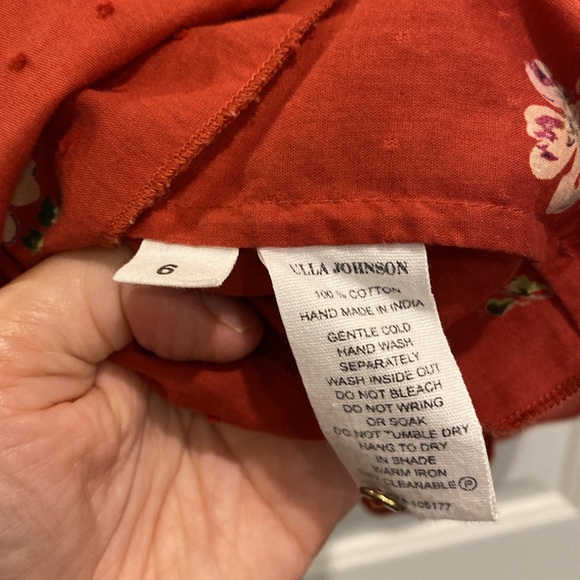 6
ULLA JOHNSON
100 % COTTON
HAND MADE IN INDIA
GENTLE COLD
HAND WASH
SEPARATELY
WASH INSIDE OUT
DO NOT BLEACH
DO NOT WRING
OR SOAK
DO NOT TUMBLE DRY
HANG TO DRY
IN SHADE
WARM IRON
CLEANABLE Ⓟ
105177